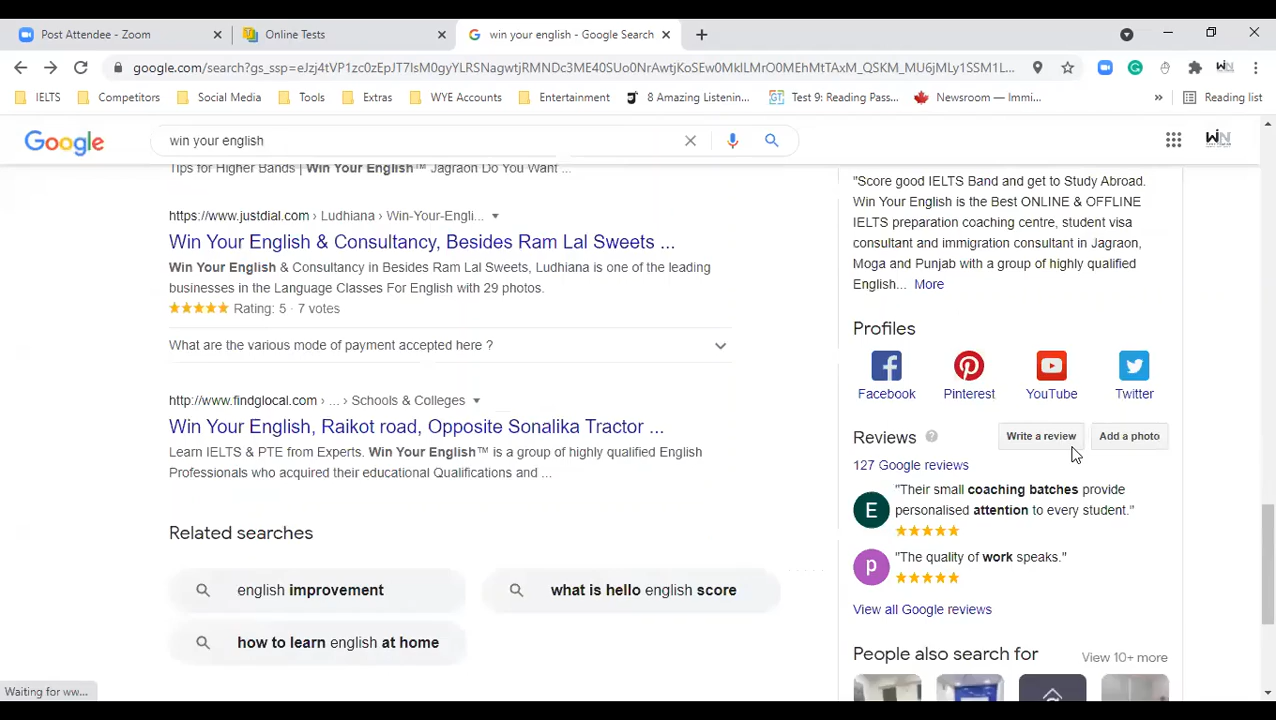 Post Attendee - Zoom
Online Tests
win your english - Google Search
google.com/search?gs_ssp=
IELTS
Competitors
Social Media
Tools
Extras
WYE Accounts
Entertainment
8 Amazing Listenin...
Test 9: Reading Pass...
Newsroom — Immi...
Reading list
Google
win your english
WIN
Tips for Higher Bands | Win Your English™ Jagraon Do You Want ...
https://www.justdial.com › Ludhiana › Win-Your-Engli...
Win Your English & Consultancy, Besides Ram Lal Sweets ...
Win Your English & Consultancy in Besides Ram Lal Sweets, Ludhiana is one of the leading
businesses in the Language Classes For English with 29 photos.
Rating: 5 · 7 votes
What are the various mode of payment accepted here ?
http://www.findglocal.com › ... › Schools & Colleges
Win Your English, Raikot road, Opposite Sonalika Tractor ...
Learn IELTS & PTE from Experts. Win Your English™ is a group of highly qualified English
Professionals who acquired their educational Qualifications and ...
Related searches
english improvement
what is hello english score
how to learn english at home
Waiting for ww...
"Score good IELTS Band and get to Study Abroad.
Win Your English is the Best ONLINE & OFFLINE
IELTS preparation coaching centre, student visa
consultant and immigration consultant in Jagraon,
Moga and Punjab with a group of highly qualified
English... More
Profiles
Facebook
Pinterest
YouTube
Twitter
Reviews
Write a review
Add a photo
127 Google reviews
E
"Their small coaching batches provide
personalised attention to every student."
p
"The quality of work speaks."
View all Google reviews
People also search for
View 10+ more